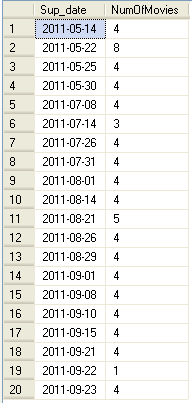 Sup_date NumOfMovies
1 2011-05-14 4
2 2011-05-22 8
3 2011-05-25 4
4 2011-05-30 4
5 2011-07-08 4
6 2011-07-14 3
7 2011-07-26 4
8 2011-07-31 4
9 2011-08-01 4
10 2011-08-14 4
11 2011-08-21 5
12 2011-08-26 4
13 2011-08-29 4
14 2011-09-01 4
15 2011-09-08 4
16 2011-09-10 4
17 2011-09-15 4
18 2011-09-21 4
19 2011-09-22 1
20 2011-09-23 4